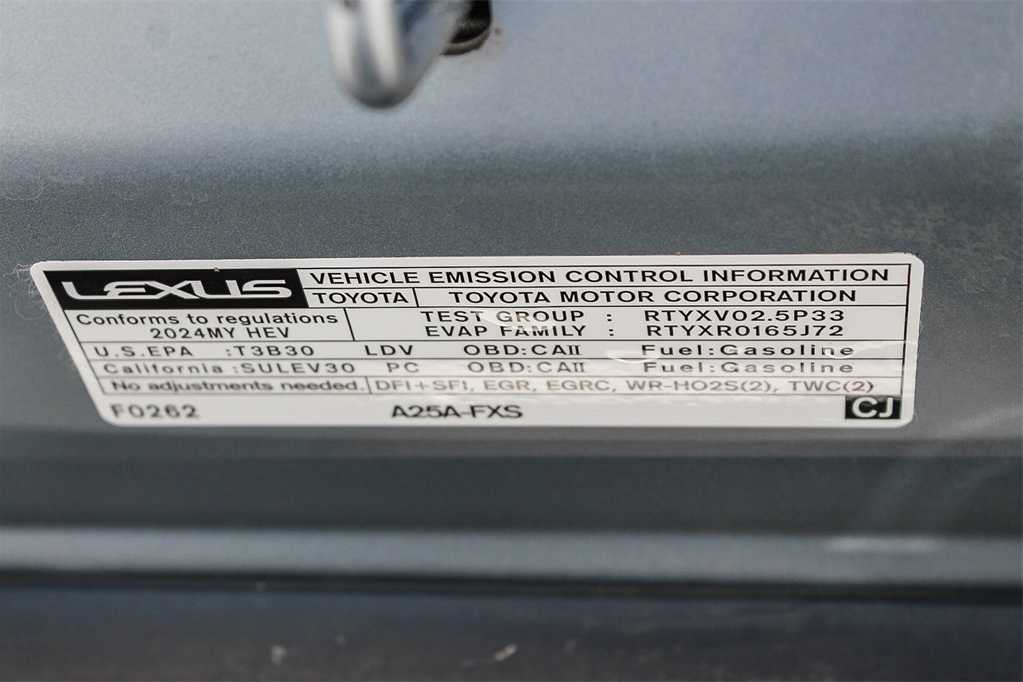 LEXUS VEHICLE EMISSION CONTROL INFORMATION
TOYOTA TOYOTA MOTOR CORPORATION
Conforms to regulations TEST GROUP : RTYXV02.5P33
2024MY HEV EVAP FAMILY : RTYXR0165J72
U.S.EPA :T3B30 LDV OBD:CAII Fuel:Gasoline
California:SULEV30 PC OBD:CAII Fuel:Gasoline
No adjustments needed. DFI+SFI, EGR, EGRC, WR-HO2S(2), TWC(2)
F0262 A25A-FXS CJ